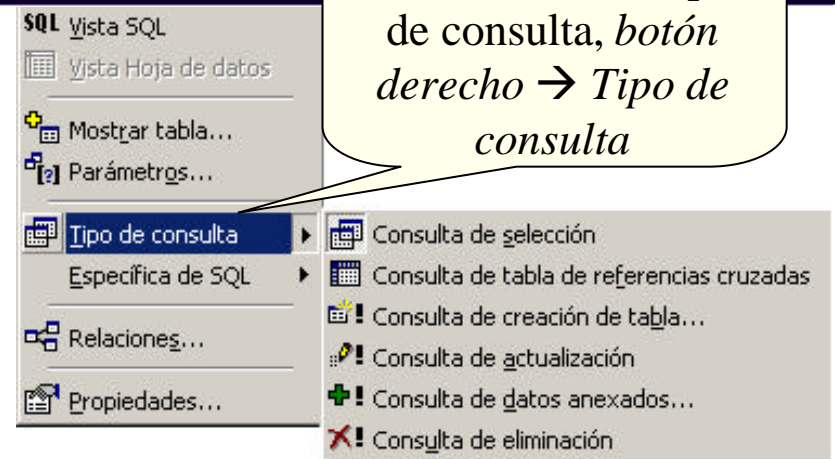 de consulta, botón
derecho → Tipo de
consulta
SQL Vista SQL
Vista Hoja de datos
Mostrar tabla...
[?] Parámetros...
Tipo de consulta
Específica de SQL
Relaciones...
Propiedades...
Consulta de selección
Consulta de tabla de referencias cruzadas
Consulta de creación de tabla...
Consulta de actualización
Consulta de datos anexados...
Consulta de eliminación